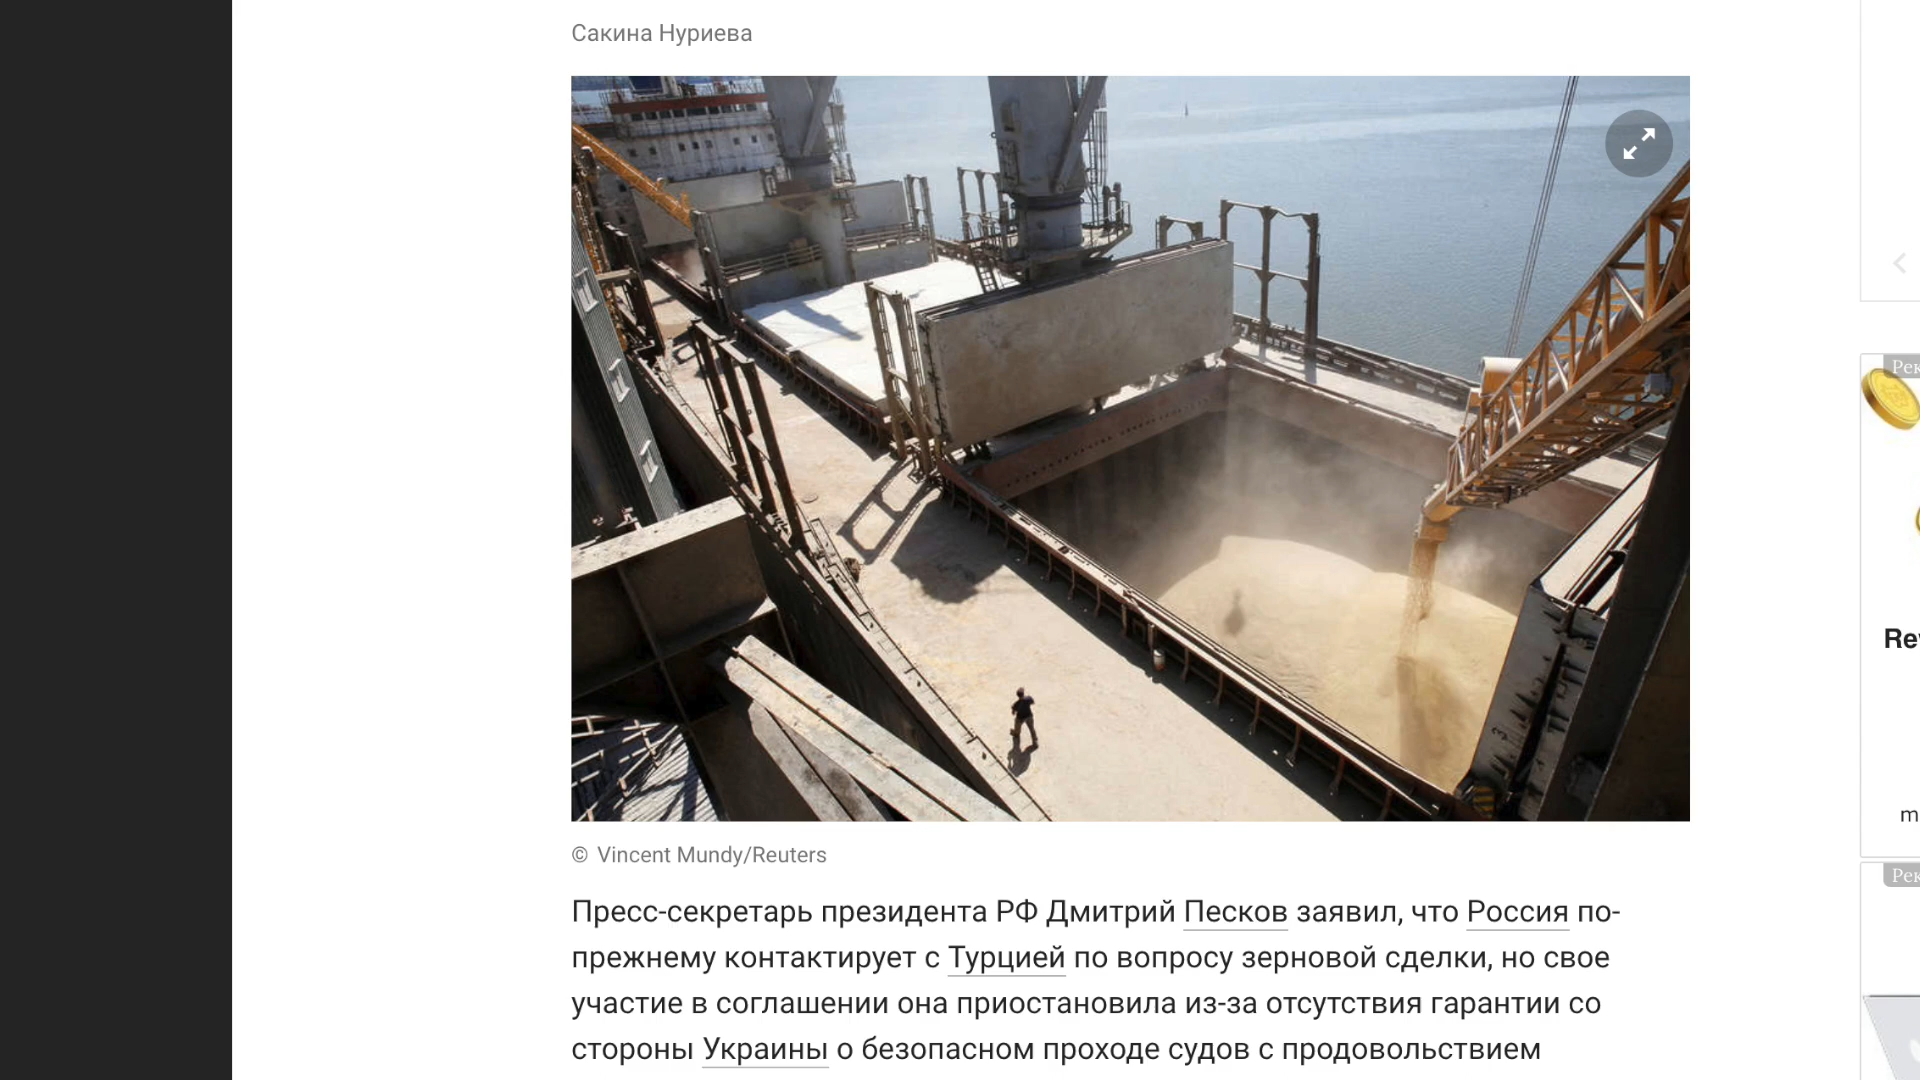 Сакина Нуриева
© Vincent Mundy/Reuters
Пресс-секретарь президента РФ Дмитрий Песков заявил, что Россия по-
прежнему контактирует с Турцией по вопросу зерновой сделки, но свое
участие в соглашении она приостановила из-за отсутствия гарантии со
стороны Украины о безопасном проходе судов с продовольствием